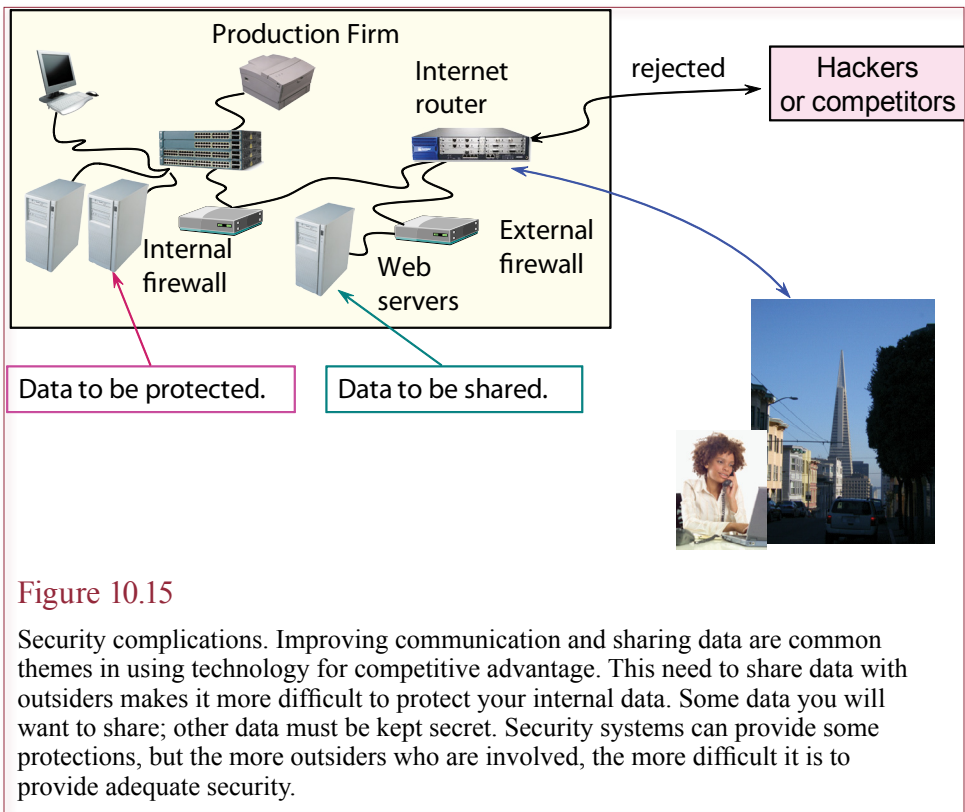 Production Firm
Internet
router
rejected
Hackers
or competitors
Internal
firewall
Web
servers
External
firewall
Data to be protected.
Data to be shared.
Figure 10.15
Security complications. Improving communication and sharing data are common
themes in using technology for competitive advantage. This need to share data with
outsiders makes it more difficult to protect your internal data. Some data you will
want to share; other data must be kept secret. Security systems can provide some
protections, but the more outsiders who are involved, the more difficult it is to
provide adequate security.